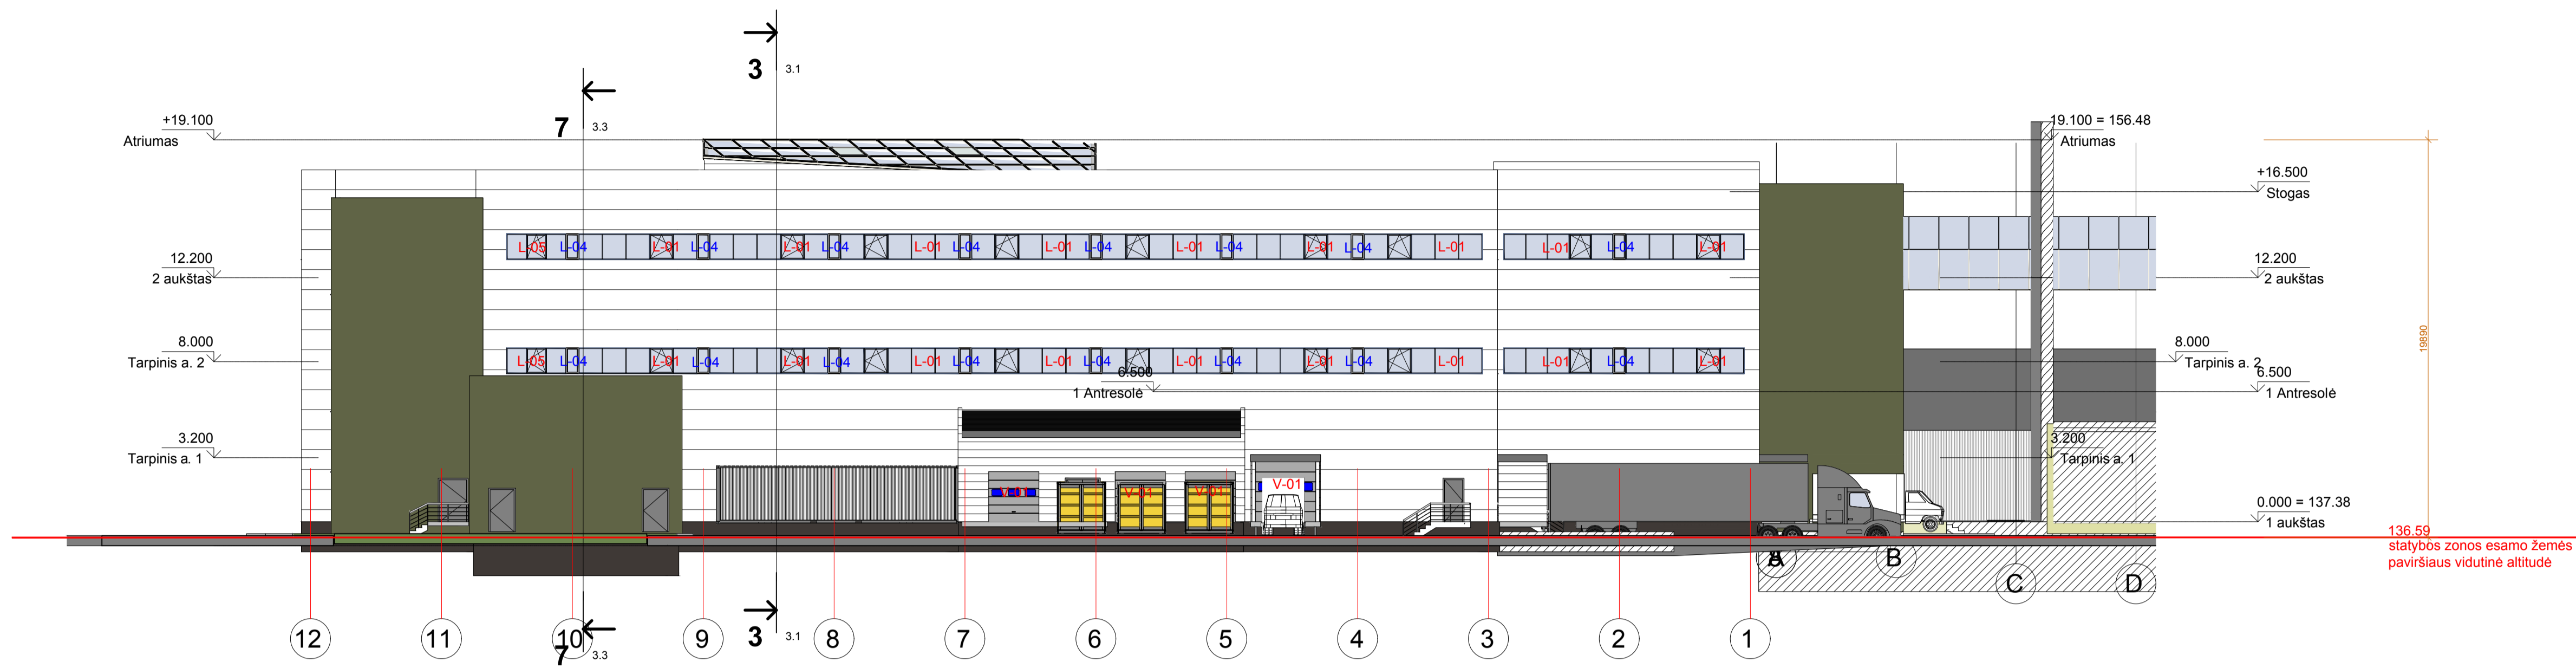 3
3.1
7
3.3
+19.100
Atriumas
19.100 = 156.48
Atriumas
+16.500
Stogas
L-05
L-04
L-01
L-04
L-01
L-04
L-01
L-04
L-01
L-04
L-01
L-04
L-01
L-04
L-01
L-01
L-04
L-01
12.200
2 aukštas
12.200
2 aukštas
19890
8.000
Tarpinis a. 2
8.000
Tarpinis a. 2
L-05
L-04
L-01
L-04
L-01
L-04
L-01
L-04
L-01
L-04
L-01
L-04
L-01
L-04
L-01
L-01
L-04
L-01
6.500
1 Antresolė
6.500
1 Antresolė
3.200
Tarpinis a. 1
3.200
Tarpinis a. 1
V-01
V-01
V-01
V-01
0.000 = 137.38
1 aukštas
136.59
statybos zonos esamo žemės
paviršiaus vidutinė altitudė
A
B
C
D
12
11
10
9
8
7
6
5
4
3
2
1
3
3.1
7
3.3